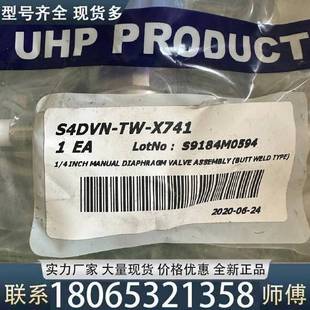 型号齐全 现货多
UHP PRODUCT
S4DVN-TW-X741
1 EA LotNo : S9184M0594
1/4 INCH MANUAL DIAPHRAGM VALVE ASSEMBLY (BUTT WELD TYPE)
2020-06-24
实力厂家 大量现货 价格优惠 全新正品
联系18065321358师傅